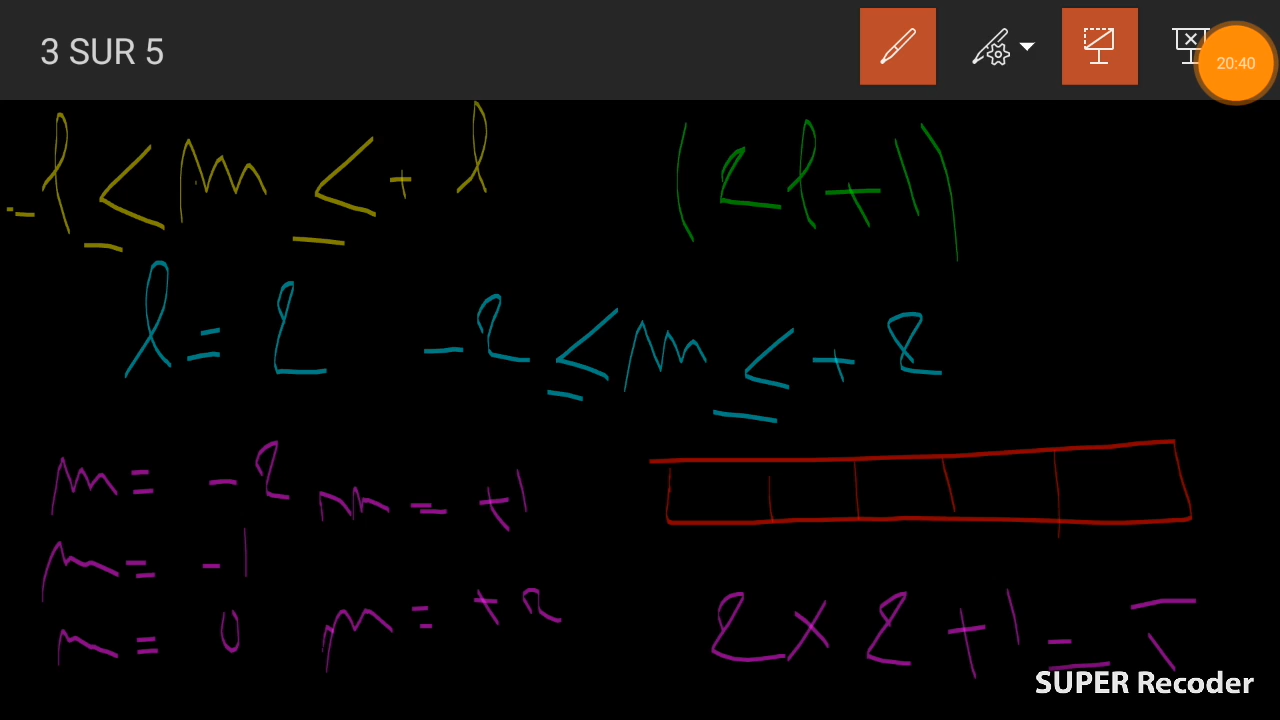 3 SUR 5
20:40
-l ≤ m ≤ +l (2l+1)
l = 2 -2 ≤ m ≤ +2
m = -2 m = +1
m = -1
m = 0 m = +2
2 x 2 + 1 = 5
SUPER Recoder